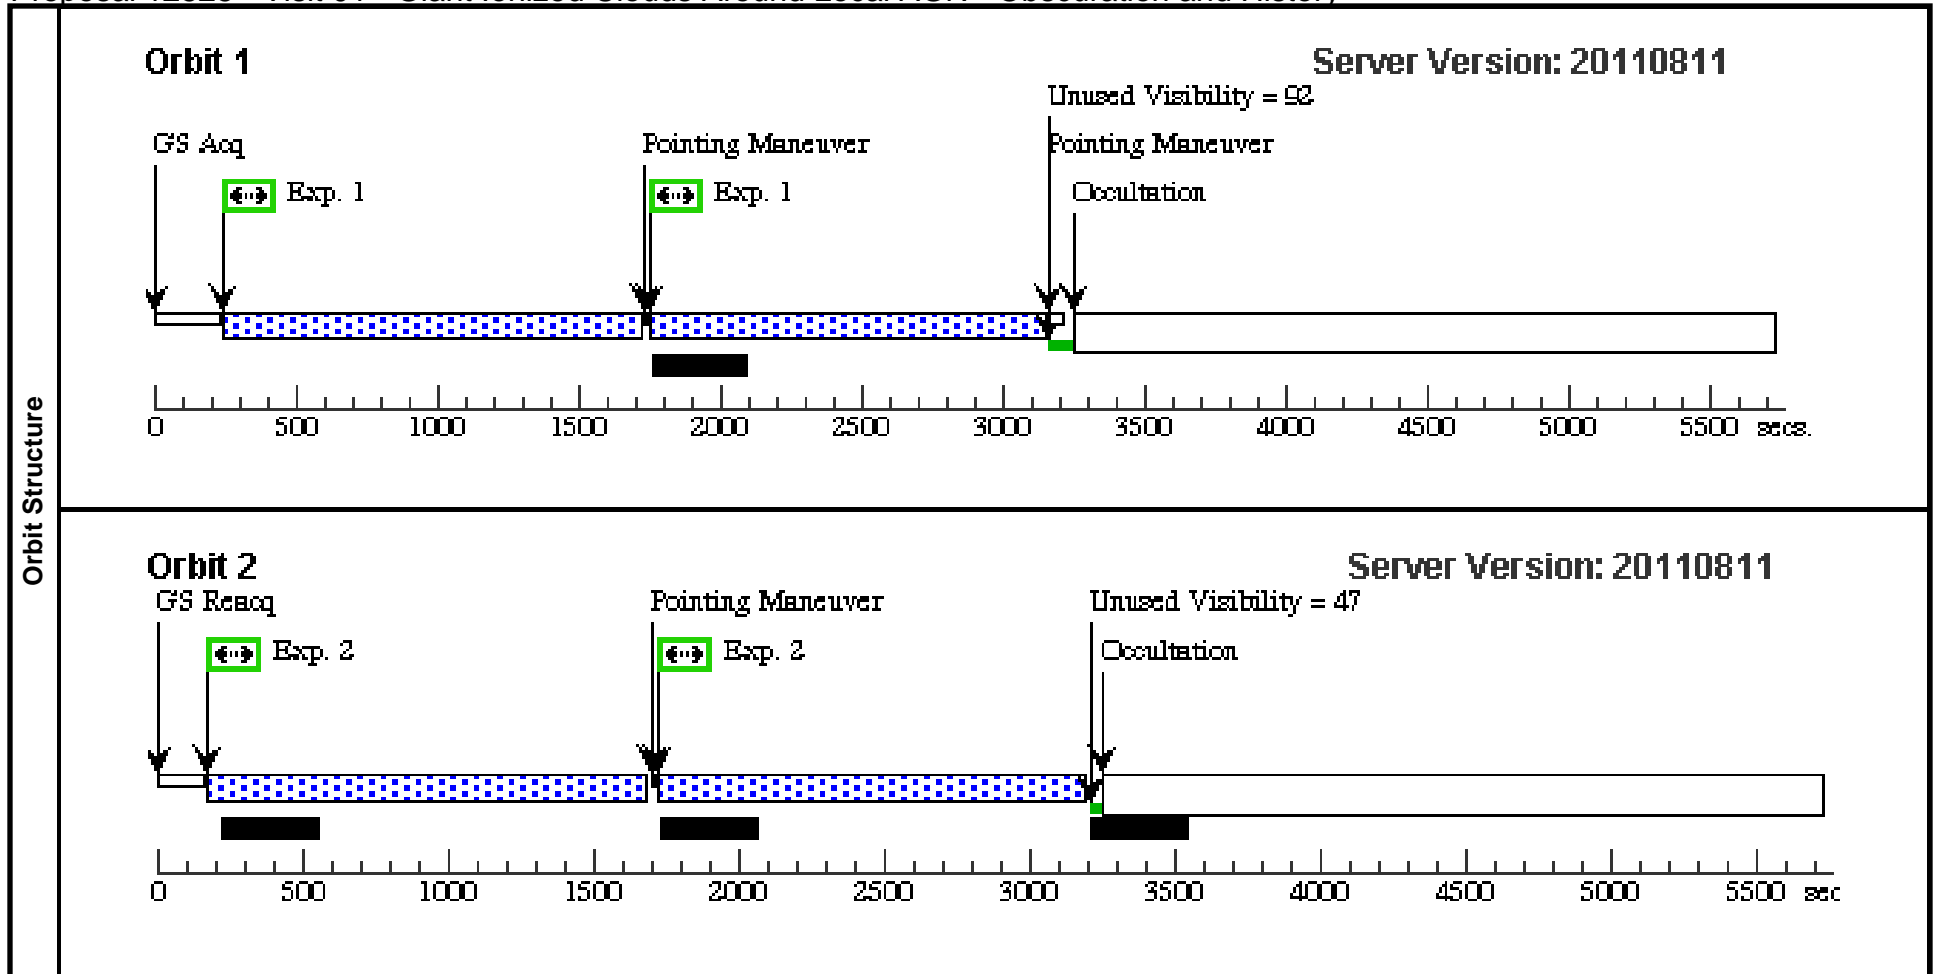 Orbit Structure
Orbit 1
Server Version: 20110811
Unused Visibility = 92
GS Acq
Pointing Maneuver
Pointing Maneuver
Exp. 1
Exp. 1
Occultation
0 500 1000 1500 2000 2500 3000 3500 4000 4500 5000 5500 secs.
Orbit 2
Server Version: 20110811
GS Reacq
Pointing Maneuver
Unused Visibility = 47
Exp. 2
Exp. 2
Occultation
0 500 1000 1500 2000 2500 3000 3500 4000 4500 5000 5500 sec